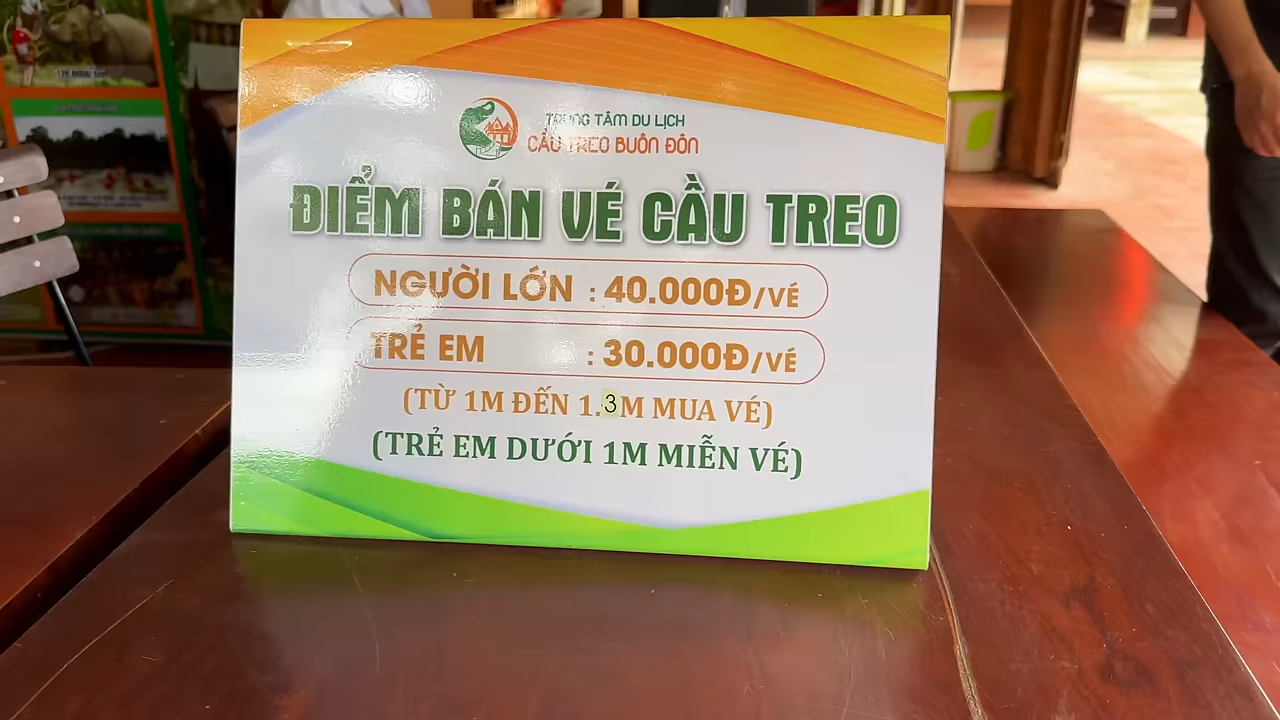 TRUNG TÂM DU LỊCH
CẦU TREO BUÔN ĐÔN
ĐIỂM BÁN VÉ CẦU TREO
NGƯỜI LỚN : 40.000Đ/VÉ
TRẺ EM : 30.000Đ/VÉ
(TỪ 1M ĐẾN 1.3M MUA VÉ)
(TRẺ EM DƯỚI 1M MIỄN VÉ)